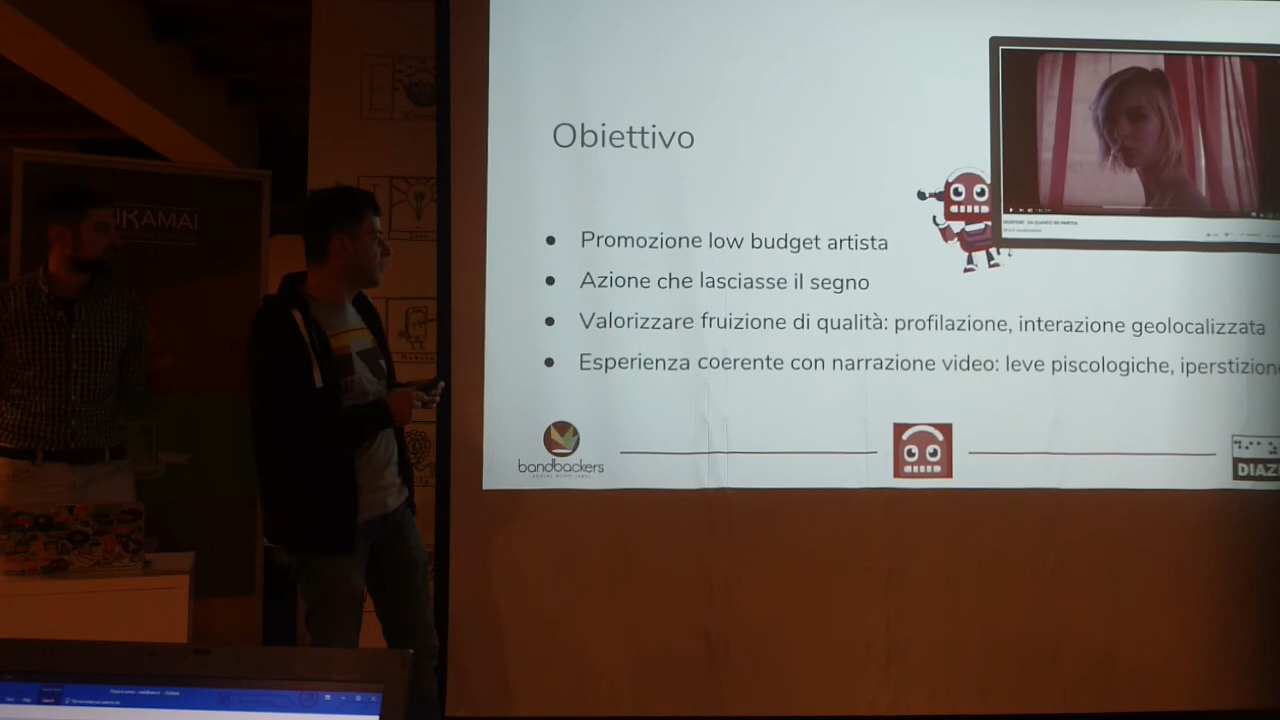 Obiettivo
Promozione low budget artista
Azione che lasciasse il segno
Valorizzare fruizione di qualità: profilazione, interazione geolocalizzata
Esperienza coerente con narrazione video: leve piscologiche, iperstizion
bandbackers
DIAZ
IKAMAI